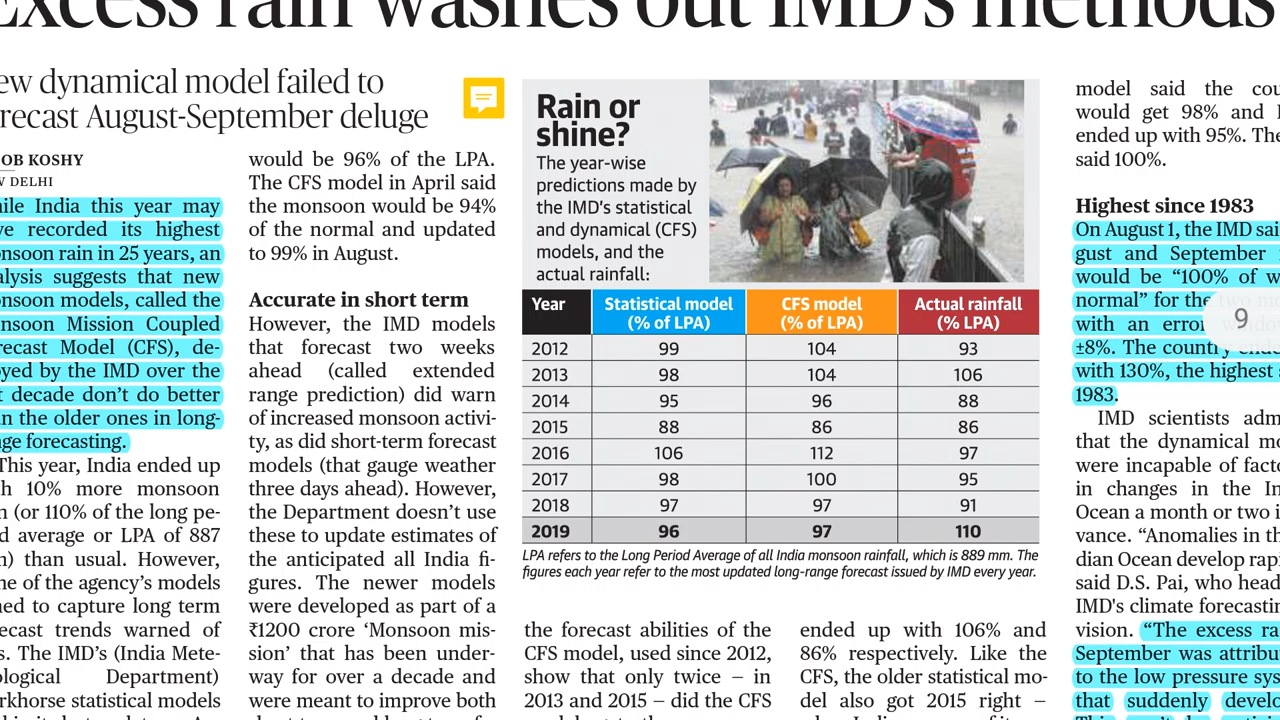 Excess rain washes out IMD's methods
ew dynamical model failed to
recast August-September deluge
OB KOSHY
DELHI
ile India this year may
ve recorded its highest
onsoon rain in 25 years, an
alysis suggests that new
onsoon models, called the
onsoon Mission Coupled
recast Model (CFS), de-
oyed by the IMD over the
t decade don't do better
n the older ones in long-
nge forecasting.
This year, India ended up
h 10% more monsoon
n (or 110% of the long pe-
d average or LPA of 887
) than usual. However,
ne of the agency's models
ned to capture long term
ecast trends warned of
s. The IMD's (India Mete-
ological Department)
rkhorse statistical models
would be 96% of the LPA.
The CFS model in April said
the monsoon would be 94%
of the normal and updated
to 99% in August.
Accurate in short term
However, the IMD models
that forecast two weeks
ahead (called extended
range prediction) did warn
of increased monsoon activi-
ty, as did short-term forecast
models (that gauge weather
three days ahead). However,
the Department doesn't use
these to update estimates of
the anticipated all India fi-
gures. The newer models
were developed as part of a
₹1200 crore 'Monsoon mis-
sion' that has been under-
way for over a decade and
were meant to improve both
Rain or
shine?
The year-wise
predictions made by
the IMD's statistical
and dynamical (CFS)
models, and the
actual rainfall:
Year Statistical model (% of LPA) CFS model (% of LPA) Actual rainfall (% LPA)
2012 99 104 93
2013 98 104 106
2014 95 96 88
2015 88 86 86
2016 106 112 97
2017 98 100 95
2018 97 97 91
2019 96 97 110
LPA refers to the Long Period Average of all India monsoon rainfall, which is 889 mm. The
figures each year refer to the most updated long-range forecast issued by IMD every year.
the forecast abilities of the
CFS model, used since 2012,
show that only twice – in
2013 and 2015 – did the CFS
ended up with 106% and
86% respectively. Like the
CFS, the older statistical mo-
del also got 2015 right –
model said the cou
would get 98% and I
ended up with 95%. The
said 100%.
Highest since 1983
On August 1, the IMD sai
gust and September
would be "100% of w
normal" for the two
with an error
±8%. The country ende
with 130%, the highest s
1983.
9
IMD scientists adm
that the dynamical mo
were incapable of facto
in changes in the In
Ocean a month or two i
vance. "Anomalies in th
dian Ocean develop rap
said D.S. Pai, who head
IMD's climate forecastin
vision. "The excess ra
September was attribu
to the low pressure sys
that suddenly develo